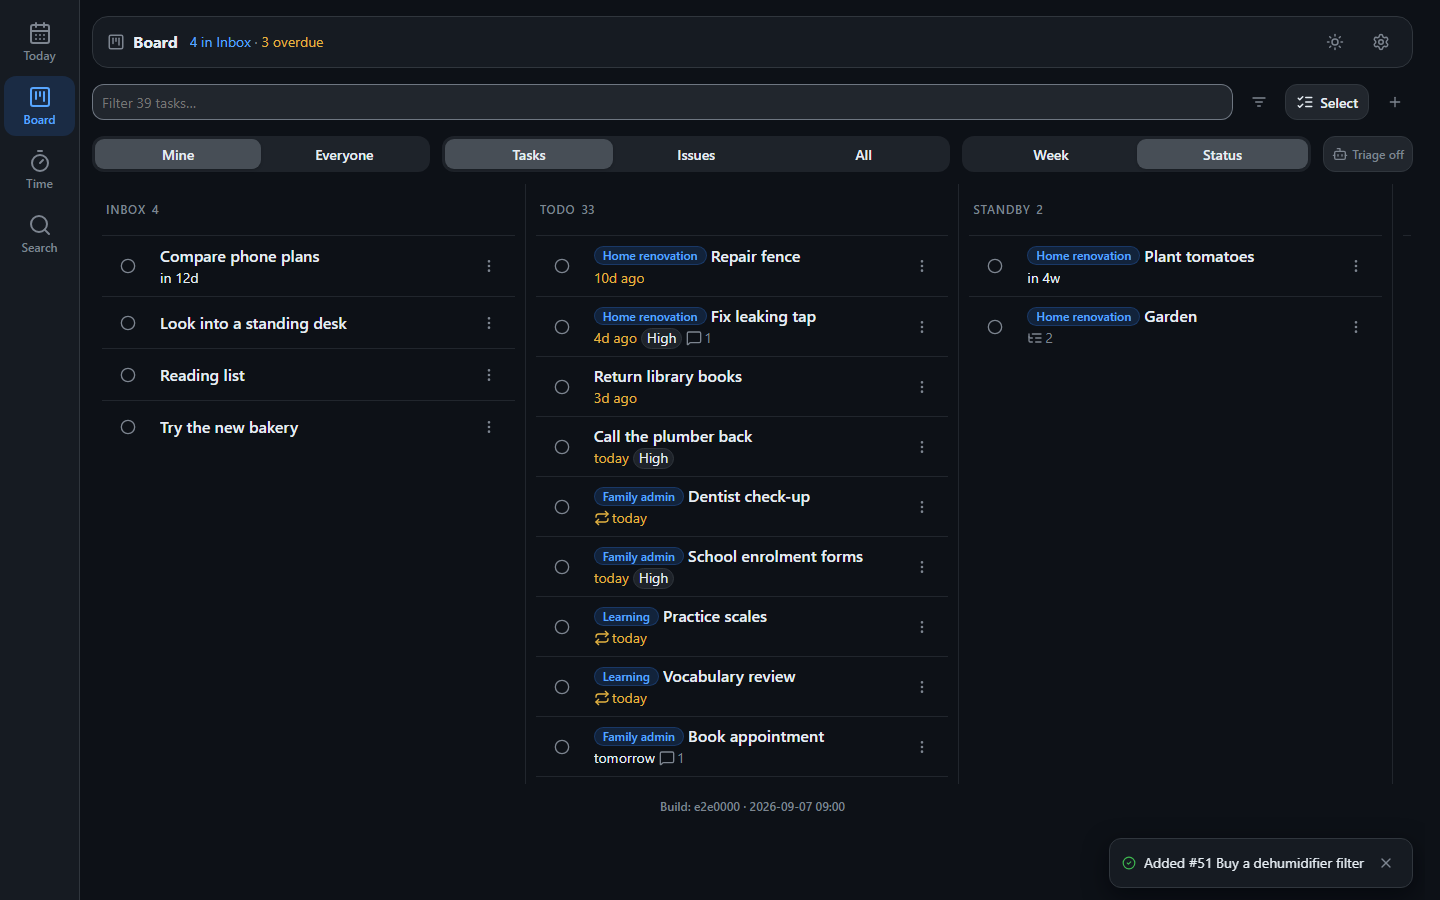 Today
Board
Time
Search
Board 4 in Inbox · 3 overdue
Filter 39 tasks...
Select
Mine
Everyone
Tasks
Issues
All
Week
Status
Triage off
INBOX 4
Compare phone plans
in 12d
Look into a standing desk
Reading list
Try the new bakery
TODO 33
Home renovation Repair fence
10d ago
Home renovation Fix leaking tap
4d ago High 1
Return library books
3d ago
Call the plumber back
today High
Family admin Dentist check-up
today
Family admin School enrolment forms
today High
Learning Practice scales
today
Learning Vocabulary review
today
Family admin Book appointment
tomorrow 1
STANDBY 2
Home renovation Plant tomatoes
in 4w
Home renovation Garden
2
Build: e2e0000 · 2026-09-07 09:00
Added #51 Buy a dehumidifier filter